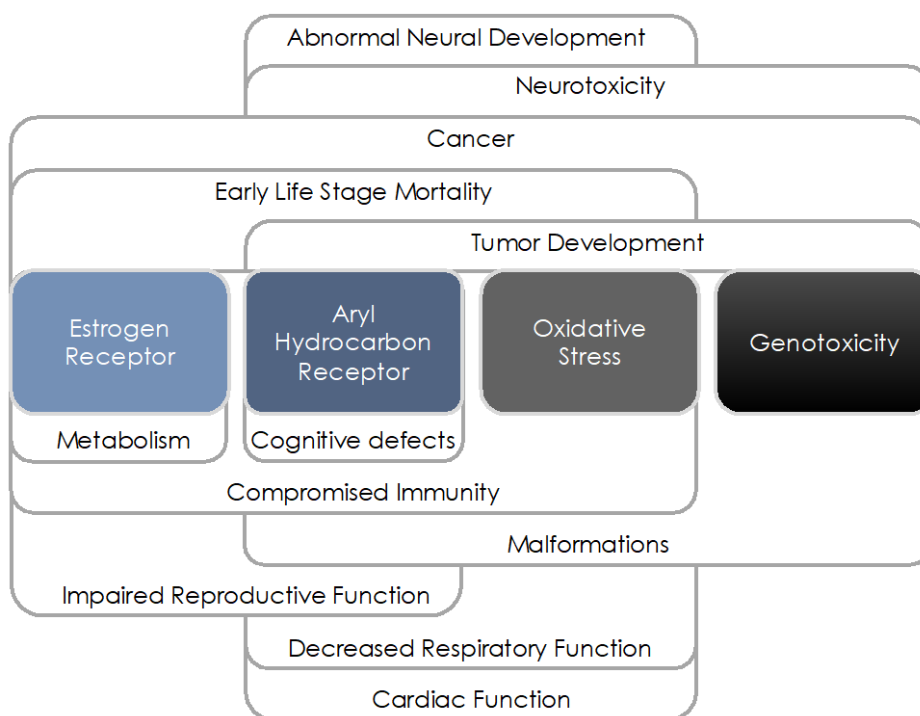 Abnormal Neural Development
Neurotoxicity
Cancer
Early Life Stage Mortality
Tumor Development
Estrogen
Receptor
Aryl
Hydrocarbon
Receptor
Oxidative
Stress
Genotoxicity
Metabolism
Cognitive defects
Compromised Immunity
Malformations
Impaired Reproductive Function
Decreased Respiratory Function
Cardiac Function